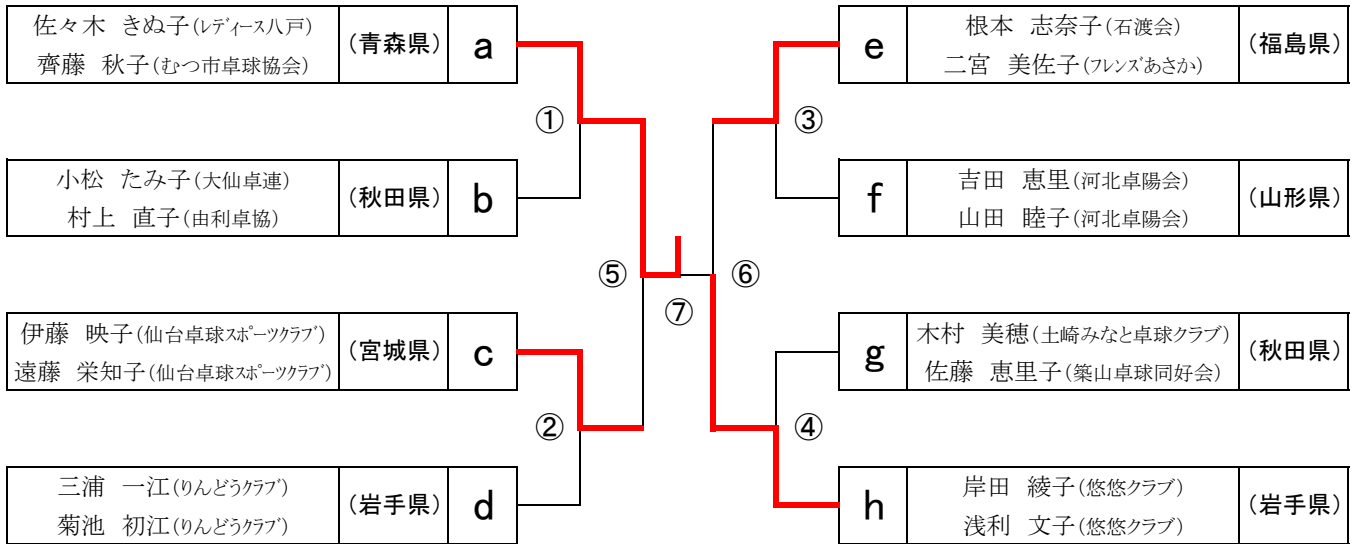 佐々木 きぬ子(ﾚﾃﾞｨｰｽ八戸)
齊藤 秋子(むつ市卓球協会)
(青森県)
a
①
小松 たみ子(大仙卓連)
村上 直子(由利卓協)
(秋田県)
b
⑤
伊藤 映子(仙台卓球ｽﾎﾟｰﾂｸﾗﾌﾞ)
遠藤 栄知子(仙台卓球ｽﾎﾟｰﾂｸﾗﾌﾞ)
(宮城県)
c
②
三浦 一江(りんどうｸﾗﾌﾞ)
菊池 初江(りんどうｸﾗﾌﾞ)
(岩手県)
d
⑦
e
根本 志奈子(石渡会)
二宮 美佐子(ﾌﾚﾝｽﾞあさか)
(福島県)
③
f
吉田 恵里(河北卓陽会)
山田 睦子(河北卓陽会)
(山形県)
⑥
g
木村 美穂(土崎みなと卓球クラブ)
佐藤 恵里子(築山卓球同好会)
(秋田県)
④
h
岸田 綾子(悠悠クラブ)
浅利 文子(悠悠クラブ)
(岩手県)